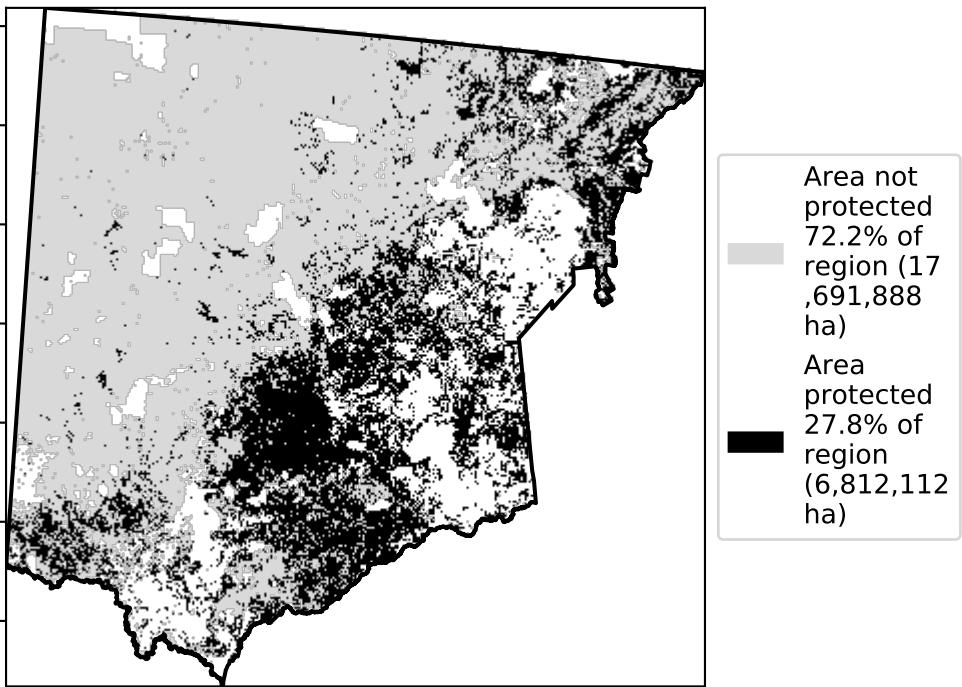 Area not
protected
72.2% of
region (17
,691,888
ha)
Area
protected
27.8% of
region
(6,812,112
ha)